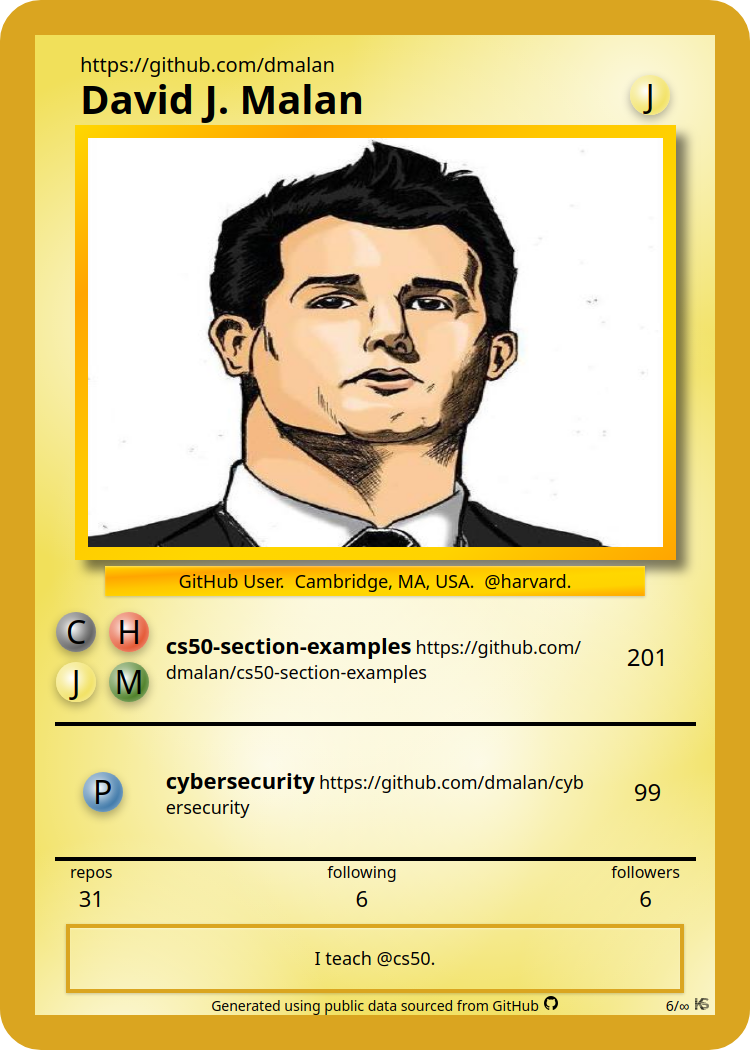 https://github.com/dmalan
David J. Malan
J
GitHub User.  Cambridge, MA, USA.  @harvard.
C H
J M
cs50-section-examples https://github.com/
dmalan/cs50-section-examples
201
P
cybersecurity https://github.com/dmalan/cyb
ersecurity
99
repos following followers
31 6 6
I teach @cs50.
Generated using public data sourced from GitHub
6/∞ KS